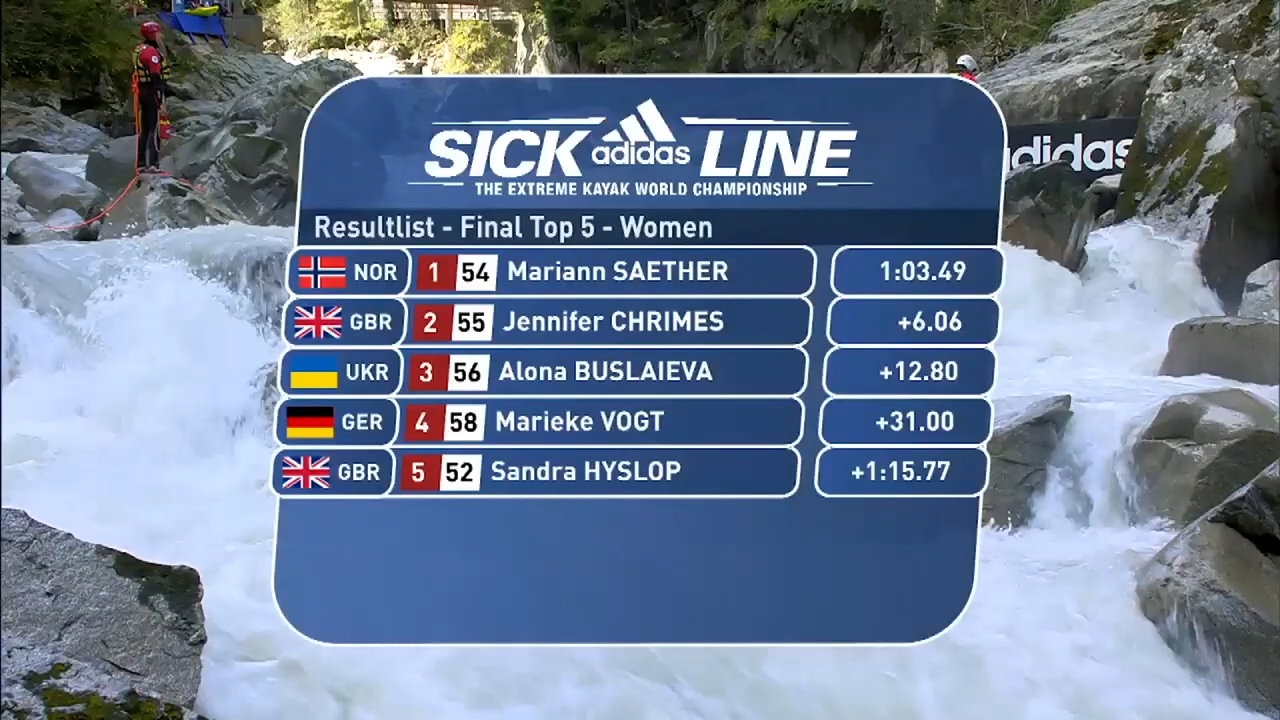 SICK adidas LINE
THE EXTREME KAYAK WORLD CHAMPIONSHIP
adidas
Resultlist - Final Top 5 - Women
NOR 1 54 Mariann SAETHER 1:03.49
GBR 2 55 Jennifer CHRIMES +6.06
UKR 3 56 Alona BUSLAIEVA +12.80
GER 4 58 Marieke VOGT +31.00
GBR 5 52 Sandra HYSLOP +1:15.77